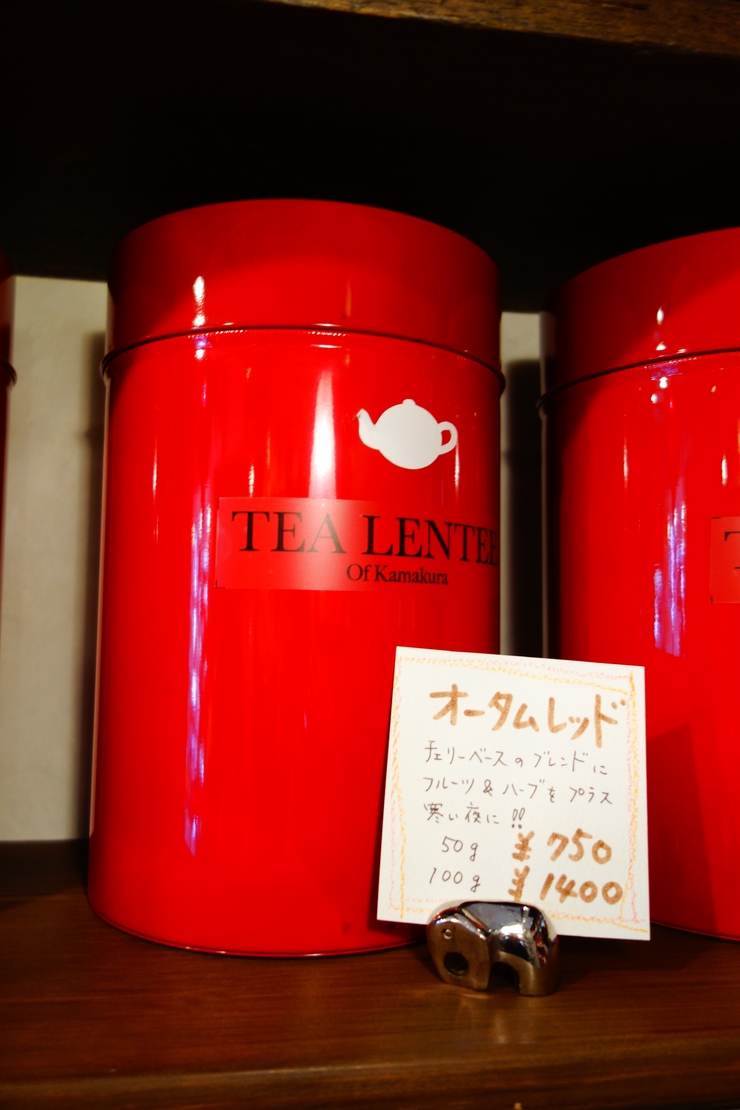 TEA LENTEE
Of Kamakura
オータムレッド
チェリーベースのブレンドに
フルーツ&ハーブをプラス
寒い夜に!!
50g ¥750
100g ¥1400